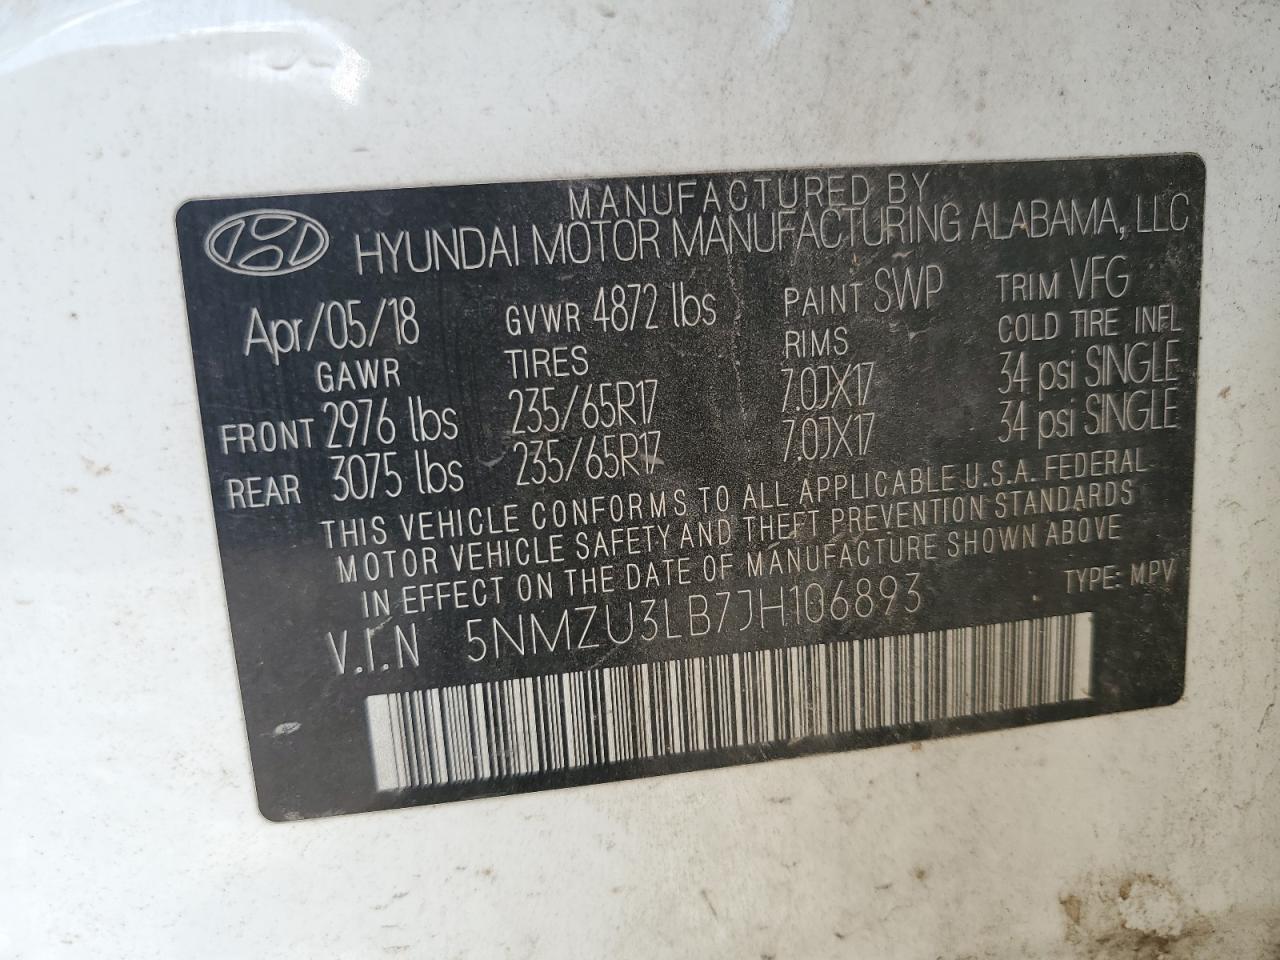 MANUFACTURED BY
HYUNDAI MOTOR MANUFACTURING ALABAMA, LLC
Apr/05/18 GVWR 4872 lbs PAINT SWP TRIM VFG
GAWR TIRES RIMS COLD TIRE INFL
FRONT 2976 lbs 235/65R17 7.0JX17 34 psi SINGLE
REAR 3075 lbs 235/65R17 7.0JX17 34 psi SINGLE
THIS VEHICLE CONFORMS TO ALL APPLICABLE U.S.A. FEDERAL
MOTOR VEHICLE SAFETY AND THEFT PREVENTION STANDARDS
IN EFFECT ON THE DATE OF MANUFACTURE SHOWN ABOVE
V.I.N 5NMZU3LB7JH106893 TYPE: MPV